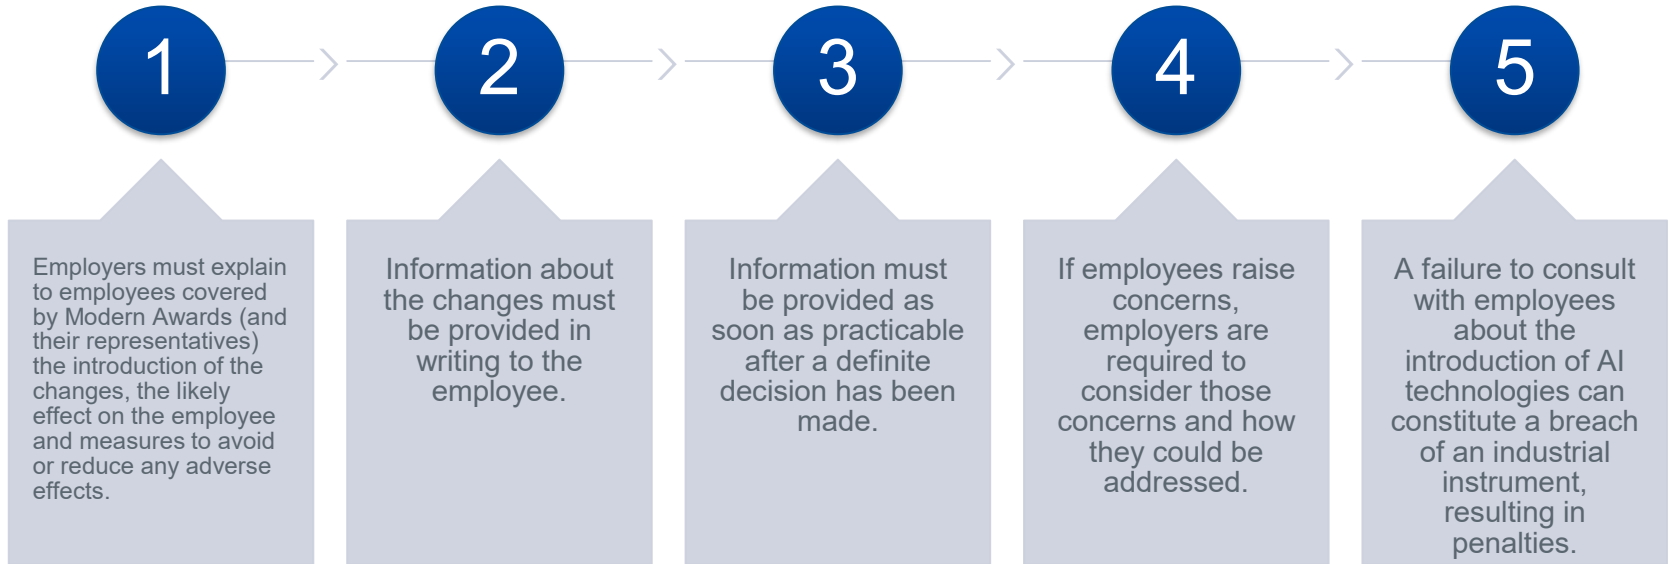 1
2
3
4
5
Employers must explain
to employees covered
by Modern Awards (and
their representatives)
the introduction of the
changes, the likely
effect on the employee
and measures to avoid
or reduce any adverse
effects.
Information about
the changes must
be provided in
writing to the
employee.
Information must
be provided as
soon as practicable
after a definite
decision has been
made.
If employees raise
concerns,
employers are
required to
consider those
concerns and how
they could be
addressed.
A failure to consult
with employees
about the
introduction of AI
technologies can
constitute a breach
of an industrial
instrument,
resulting in
penalties.